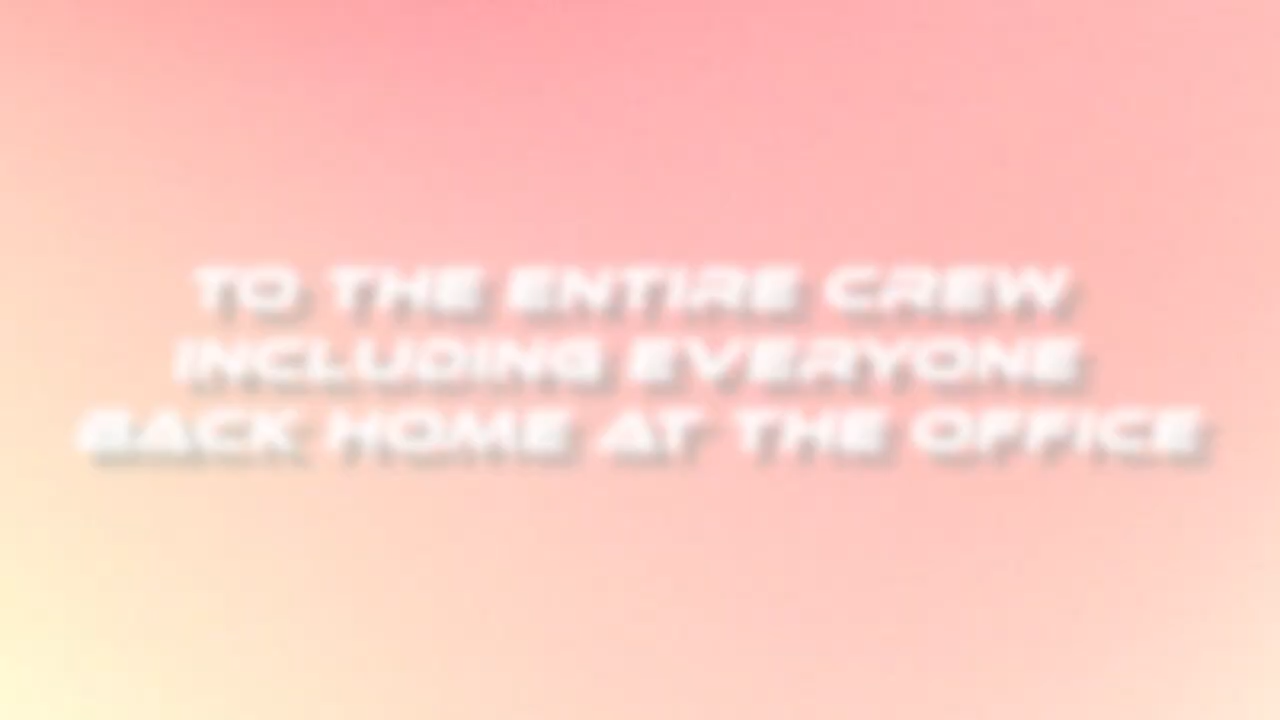 TO THE ENTIRE CREW
INCLUDING EVERYONE
BACK HOME AT THE OFFICE